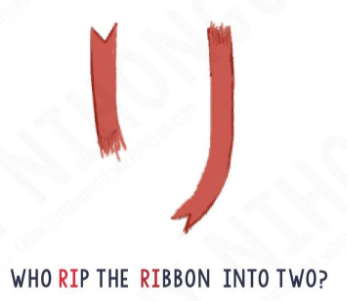 WHO RIP THE RIBBON INTO TWO?